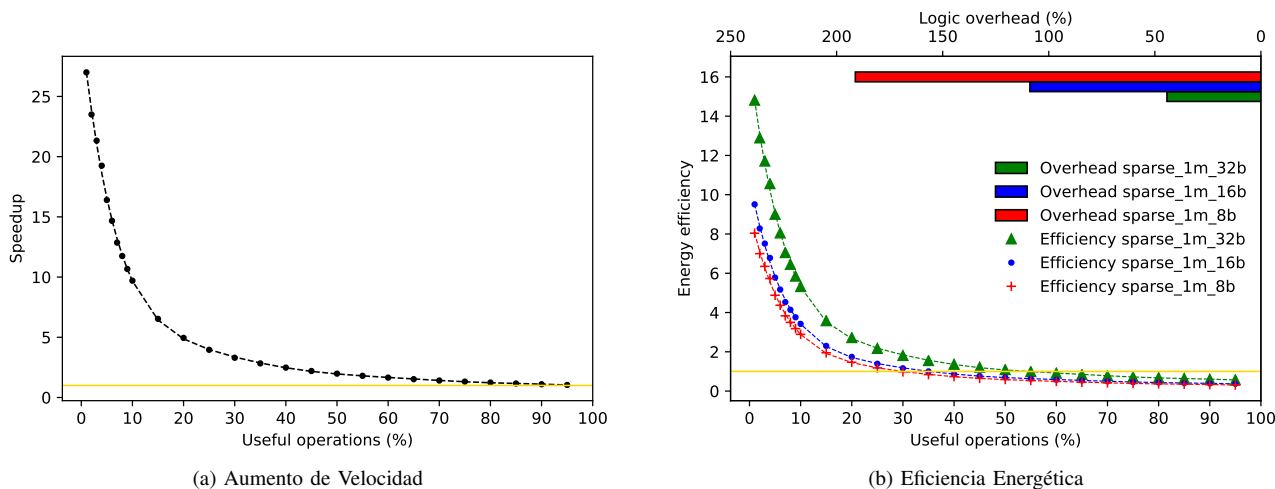 Speedup
25
20
15
10
5
0
0 10 20 30 40 50 60 70 80 90 100
Useful operations (%)
(a) Aumento de Velocidad
Logic overhead (%)
250 200 150 100 50 0
Energy efficiency
16
14
12
10
8
6
4
2
0
Overhead sparse_1m_32b
Overhead sparse_1m_16b
Overhead sparse_1m_8b
Efficiency sparse_1m_32b
Efficiency sparse_1m_16b
Efficiency sparse_1m_8b
0 10 20 30 40 50 60 70 80 90 100
Useful operations (%)
(b) Eficiencia Energética